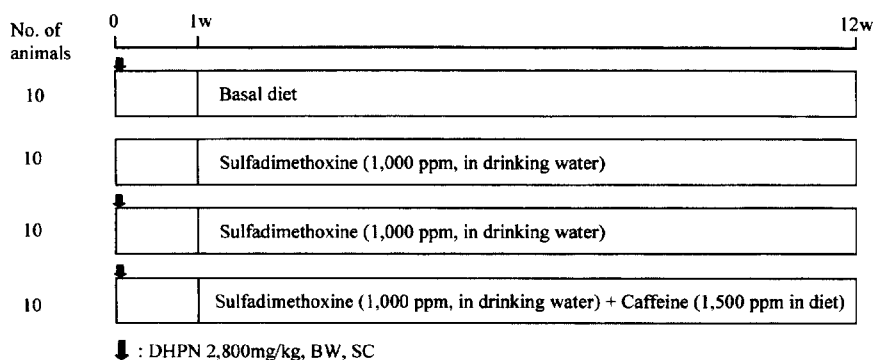 No. of
animals
0 1w 12w
10 Basal diet
10 Sulfadimethoxine (1,000 ppm, in drinking water)
10 Sulfadimethoxine (1,000 ppm, in drinking water)
10 Sulfadimethoxine (1,000 ppm, in drinking water) + Caffeine (1,500 ppm in diet)
: DHPN 2,800mg/kg, BW, SC